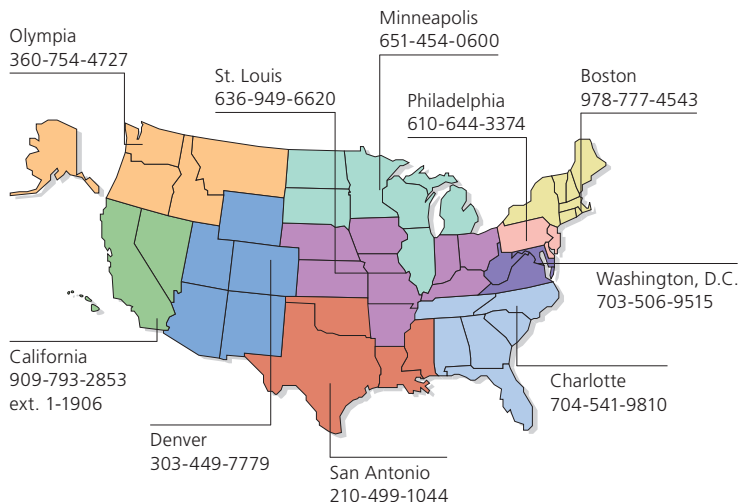 Minneapolis
651-454-0600
Olympia
360-754-4727
St. Louis
636-949-6620
Boston
978-777-4543
Philadelphia
610-644-3374
Washington, D.C.
703-506-9515
California
909-793-2853
ext. 1-1906
Charlotte
704-541-9810
Denver
303-449-7779
San Antonio
210-499-1044